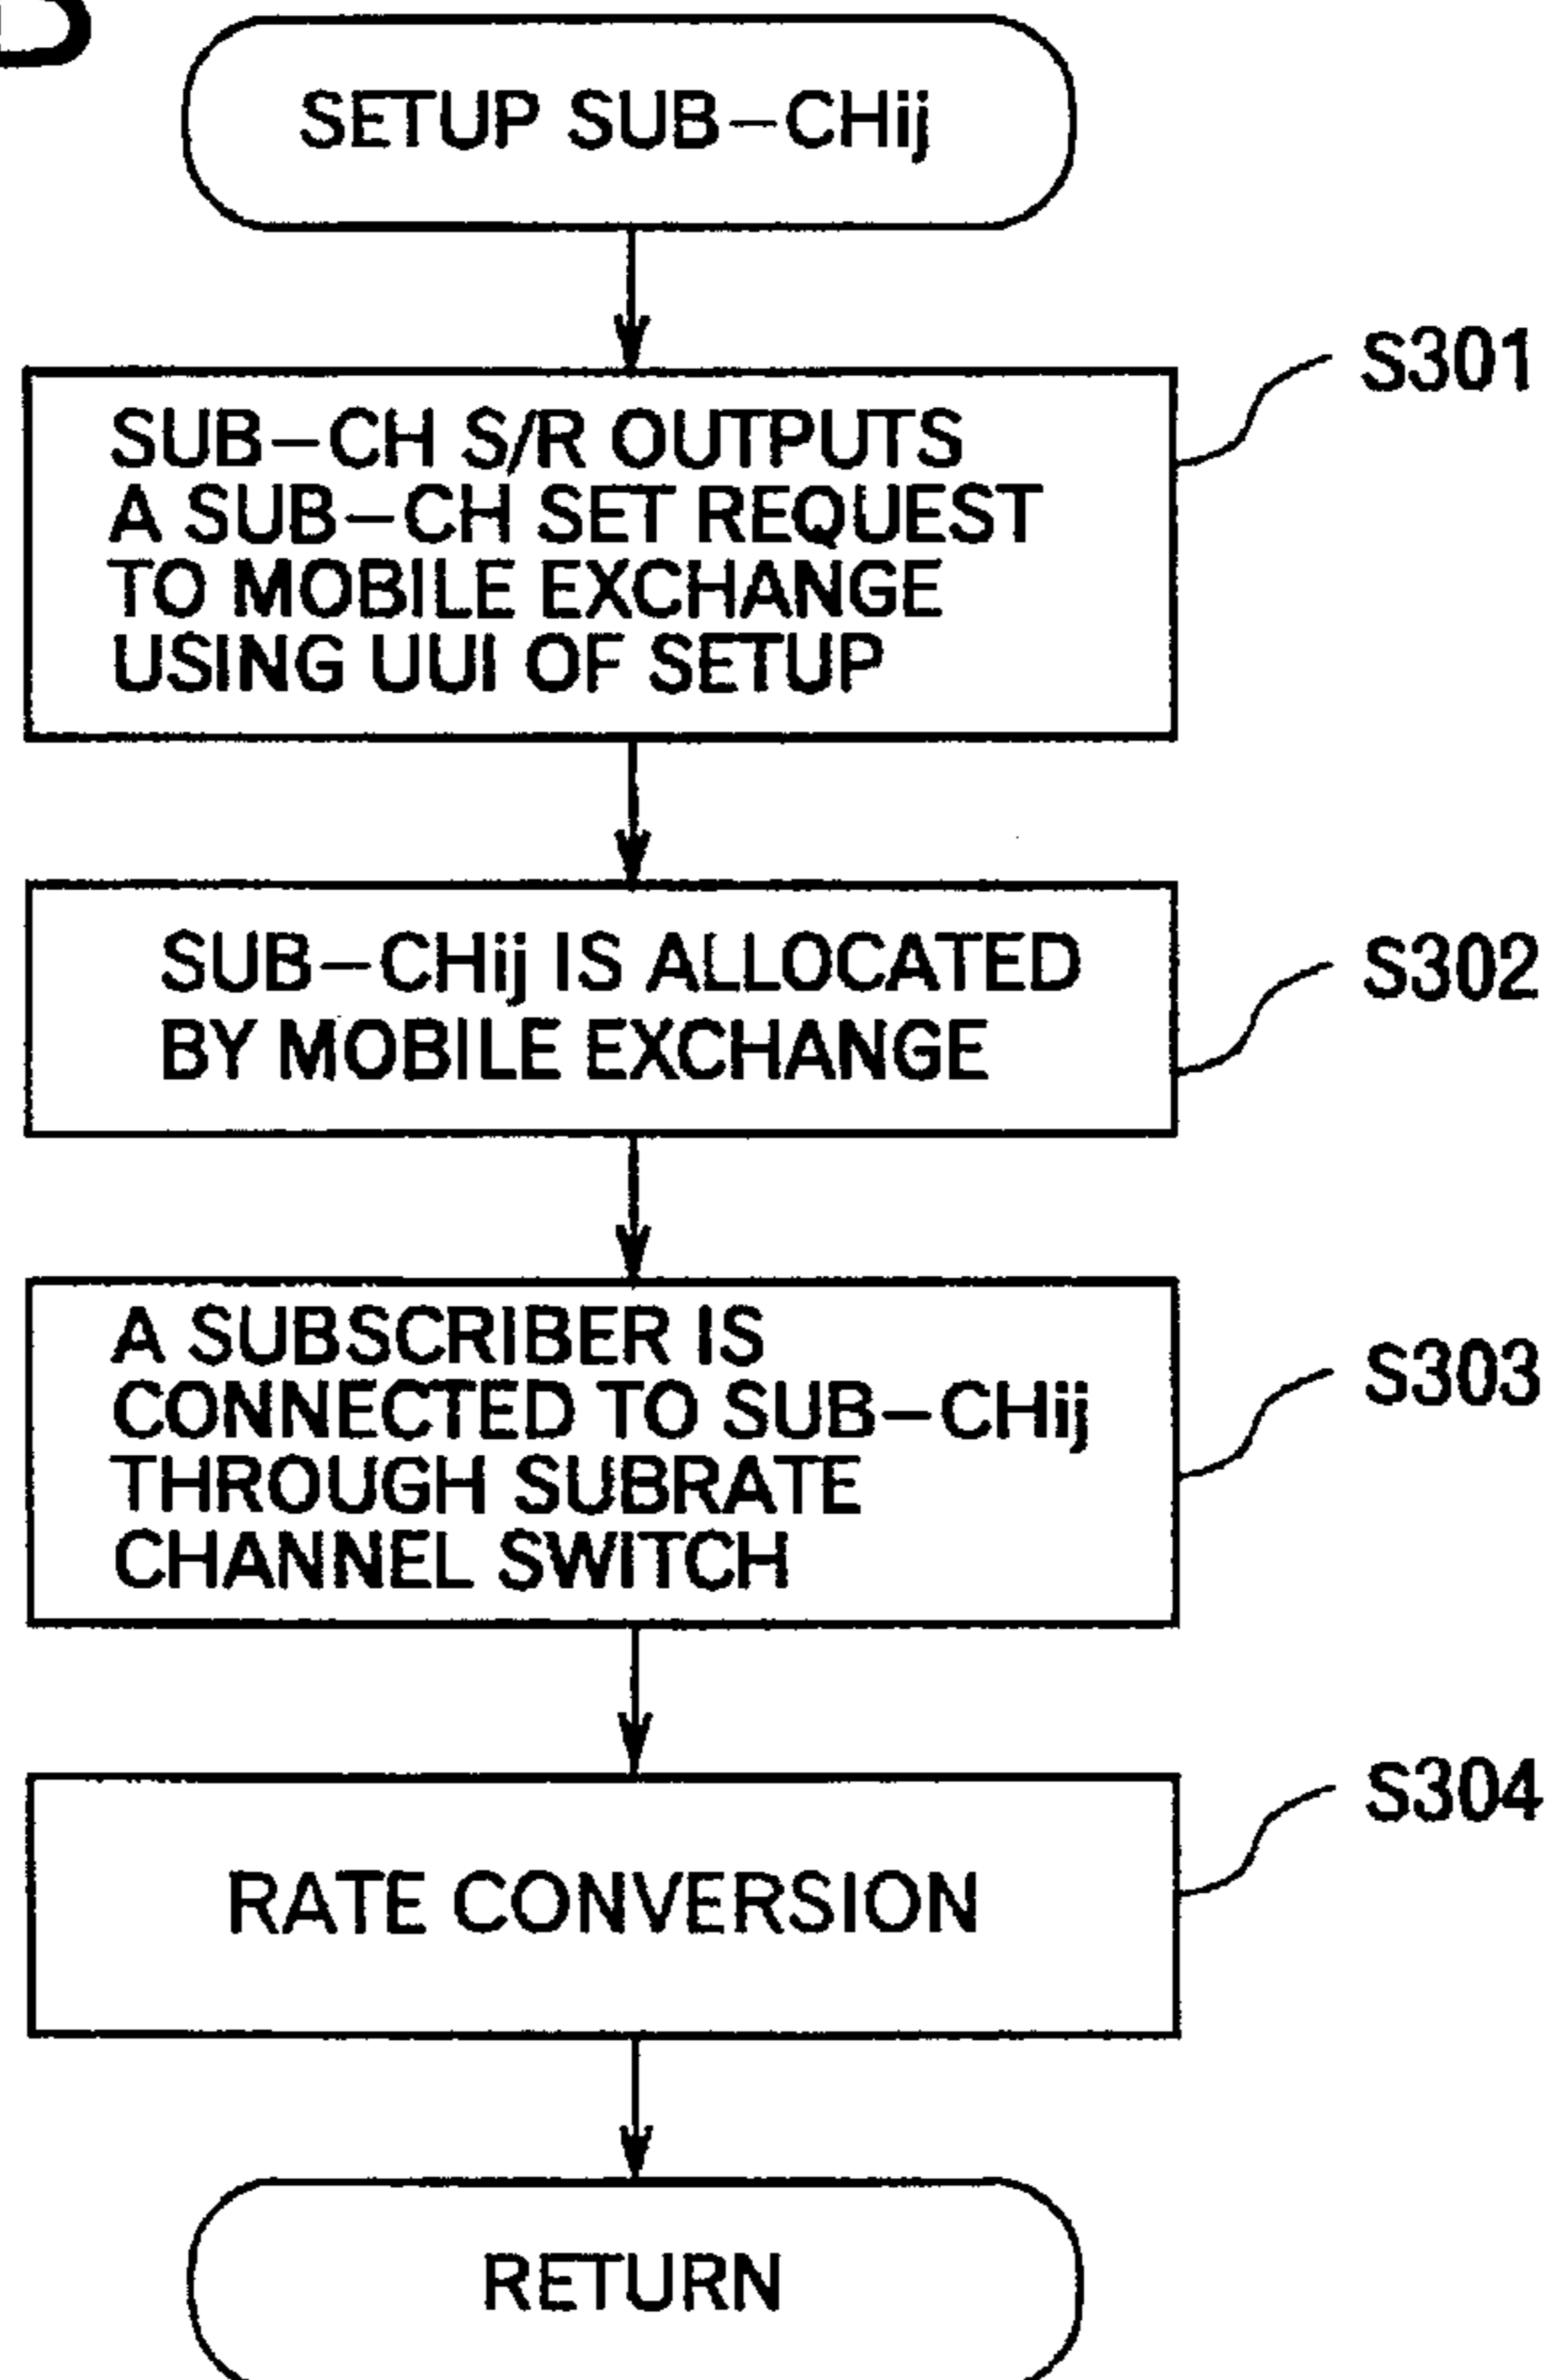 SETUP SUB–CHij
S301
SUB–CH S/R OUTPUTS
A SUB–CH SET REQUEST
TO MOBILE EXCHANGE
USING UUI OF SETUP
S302
SUB–CHij IS ALLOCATED
BY MOBILE EXCHANGE
S303
A SUBSCRIBER IS
CONNECTED TO SUB–CHij
THROUGH SUBRATE
CHANNEL SWITCH
S304
RATE CONVERSION
RETURN